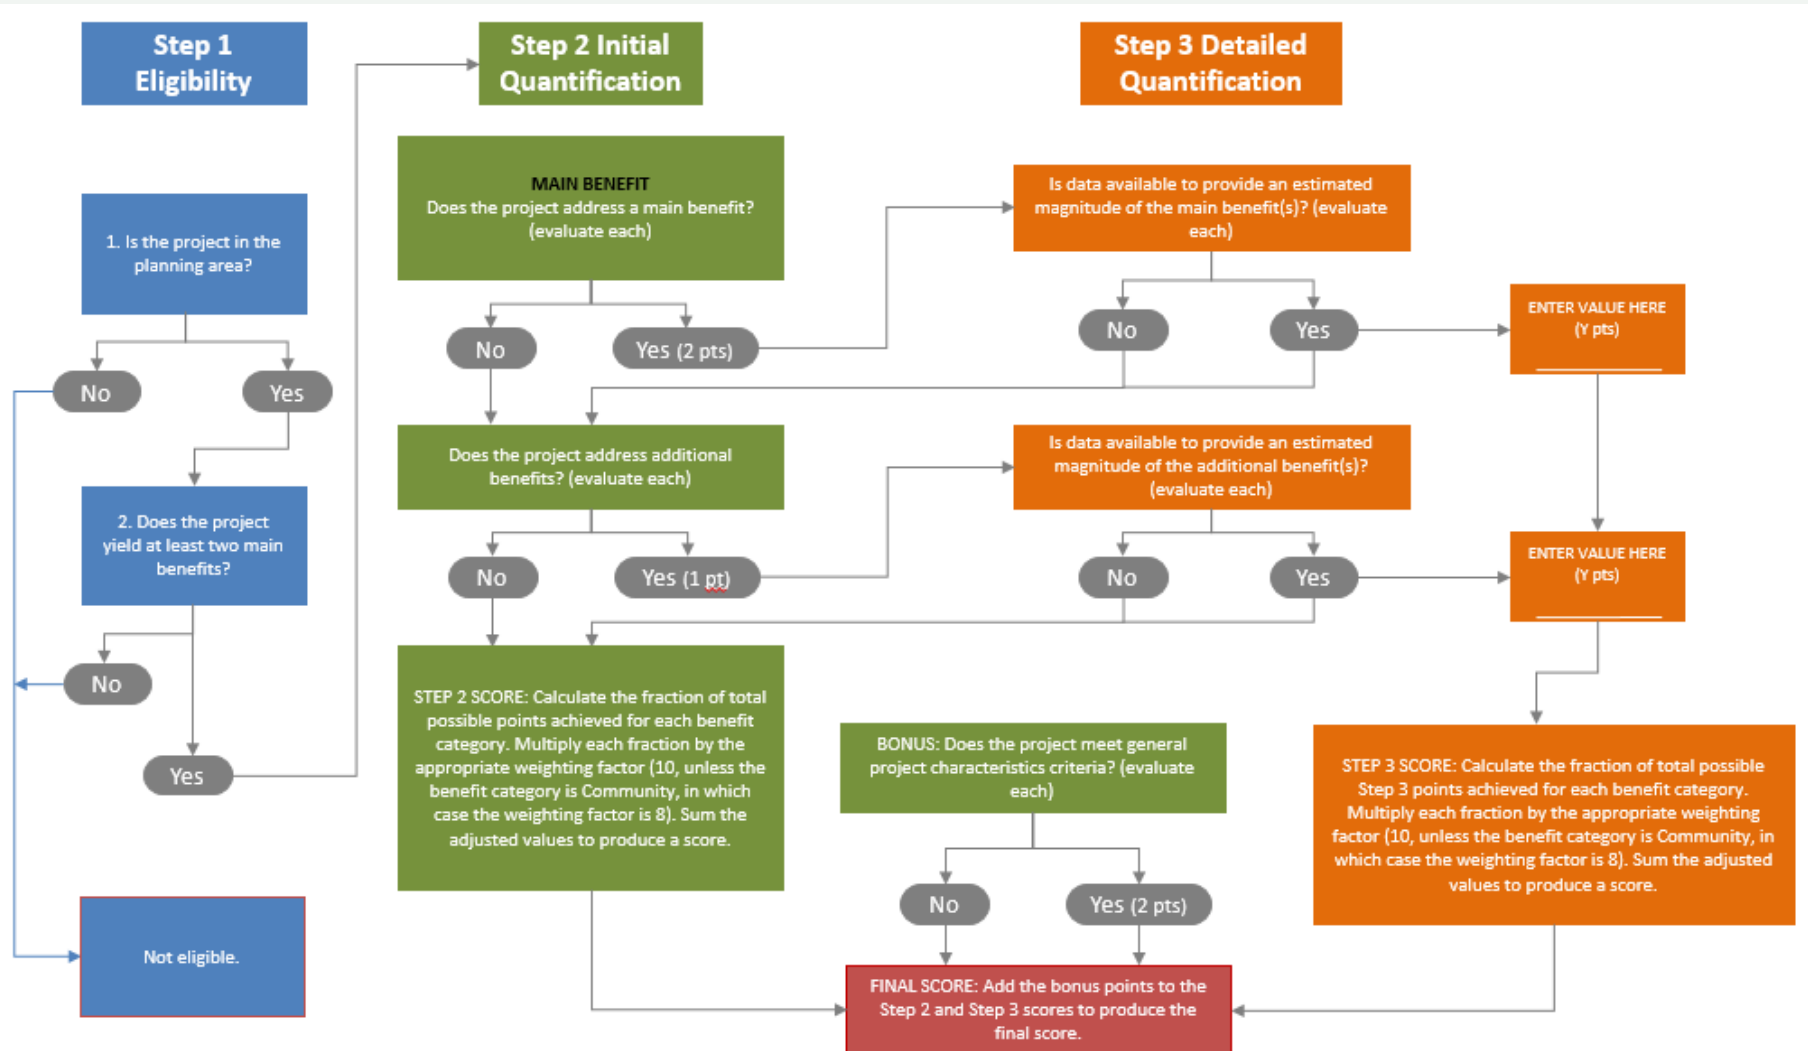 Step 1
Eligibility
1. Is the project in the
planning area?
No
Yes
2. Does the project
yield at least two main
benefits?
No
Yes
Not eligible.
Step 2 Initial
Quantification
MAIN BENEFIT
Does the project address a main benefit?
(evaluate each)
No
Yes (2 pts)
Does the project address additional
benefits? (evaluate each)
No
Yes (1 pt)
STEP 2 SCORE: Calculate the fraction of total
possible points achieved for each benefit
category. Multiply each fraction by the
appropriate weighting factor (10, unless the
benefit category is Community, in which
case the weighting factor is 8). Sum the
adjusted values to produce a score.
Step 3 Detailed
Quantification
Is data available to provide an estimated
magnitude of the main benefit(s)? (evaluate
each)
No
Yes
ENTER VALUE HERE
(Y pts)
Is data available to provide an estimated
magnitude of the additional benefit(s)?
(evaluate each)
No
Yes
ENTER VALUE HERE
(Y pts)
STEP 3 SCORE: Calculate the fraction of total possible
Step 3 points achieved for each benefit category.
Multiply each fraction by the appropriate weighting
factor (10, unless the benefit category is Community, in
which case the weighting factor is 8). Sum the adjusted
values to produce a score.
BONUS: Does the project meet general
project characteristics criteria? (evaluate
each)
No
Yes (2 pts)
FINAL SCORE: Add the bonus points to the
Step 2 and Step 3 scores to produce the
final score.